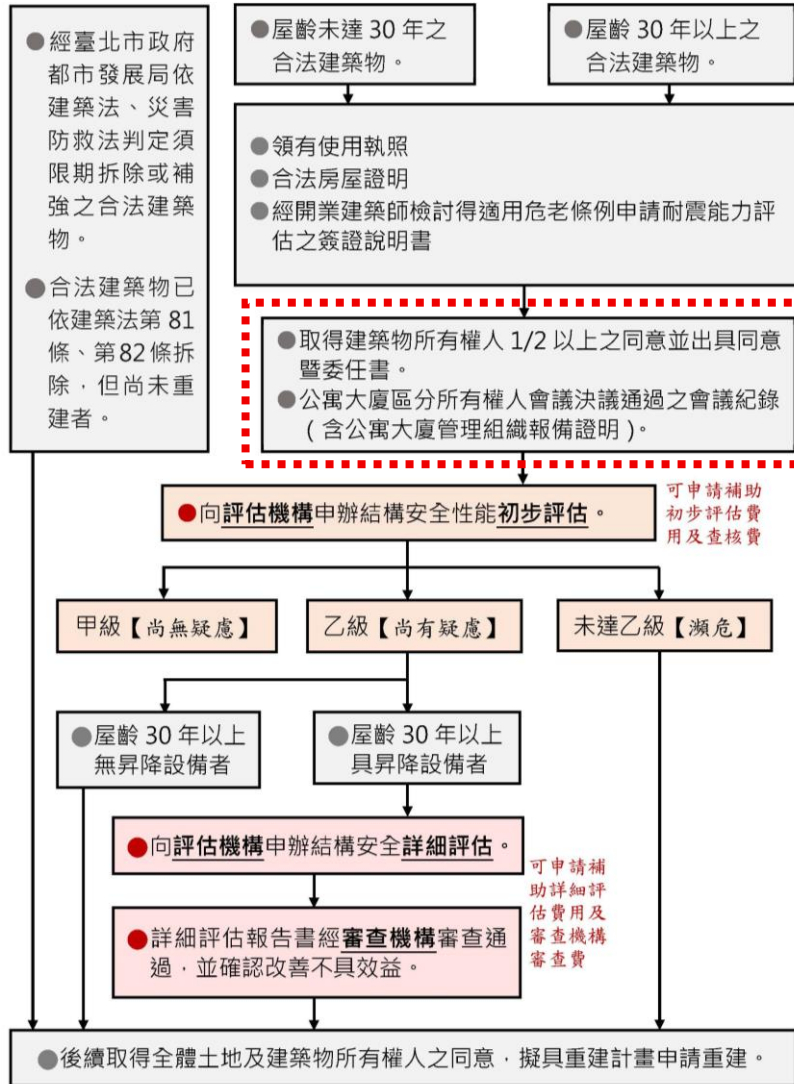 ●經臺北市政府
都市發展局依
建築法、災害
防救法判定須
限期拆除或補
強之合法建築
物。
●合法建築物已
依建築法第81
條、第82條拆
除，但尚未重
建者。
●屋齡未達30年之
合法建築物。
●屋齡30年以上之
合法建築物。
●領有使用執照
●合法房屋證明
●經開業建築師檢討得適用危老條例申請耐震能力評
估之簽證說明書
●取得建築物所有權人1/2以上之同意並出具同意
暨委任書。
●公寓大廈區分所有權人會議決議通過之會議紀錄
(含公寓大廈管理組織報備證明)。
●向評估機構申辦結構安全性能初步評估。
可申請補助
初步評估費
用及查核費
甲級【尚無疑慮】
乙級【尚有疑慮】
未達乙級【瀕危】
●屋齡30年以上
無昇降設備者
●屋齡30年以上
具昇降設備者
●向評估機構申辦結構安全詳細評估。
可申請補
助詳細評
估費用及
審查機構
審查費
●詳細評估報告書經審查機構審查通
過，並確認改善不具效益。
●後續取得全體土地及建築物所有權人之同意，擬具重建計畫申請重建。